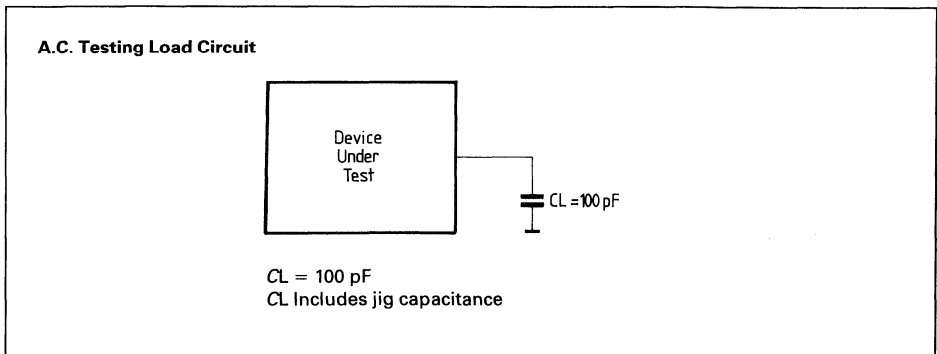 A.C. Testing Load Circuit
Device
Under
Test
CL =100 pF
CL = 100 pF
CL Includes jig capacitance